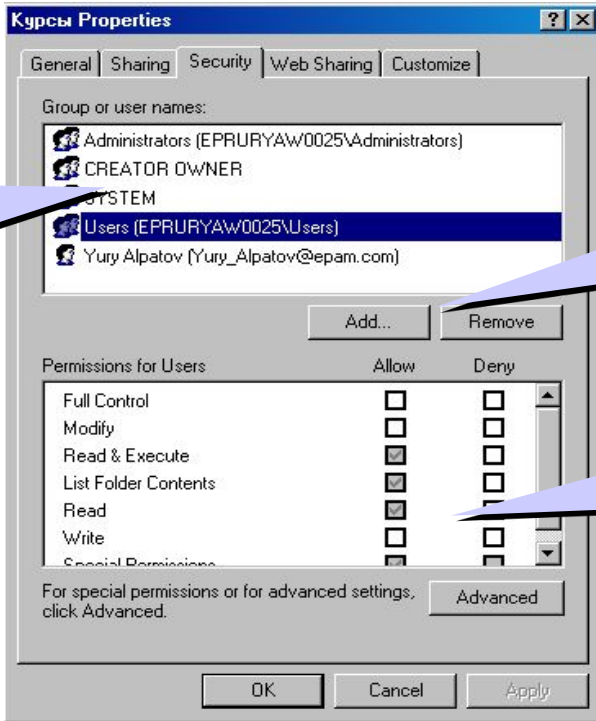 Курсы Properties
General Sharing Security Web Sharing Customize
Group or user names:
Administrators (EPRURYAW0025\Administrators)
CREATOR OWNER
SYSTEM
Users (EPRURYAW0025\Users)
Yury Alpatov (Yury_Alpatov@epam.com)
Add... Remove
Permissions for Users Allow Deny
Full Control
Modify
Read & Execute
List Folder Contents
Read
Write
Special Permissions
For special permissions or for advanced settings,
click Advanced.
Advanced
OK Cancel Apply